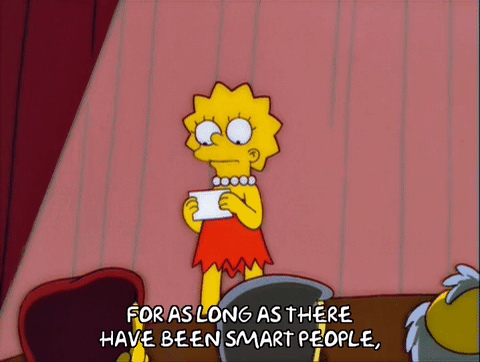 FOR AS LONG AS THERE
HAVE BEEN SMART PEOPLE,